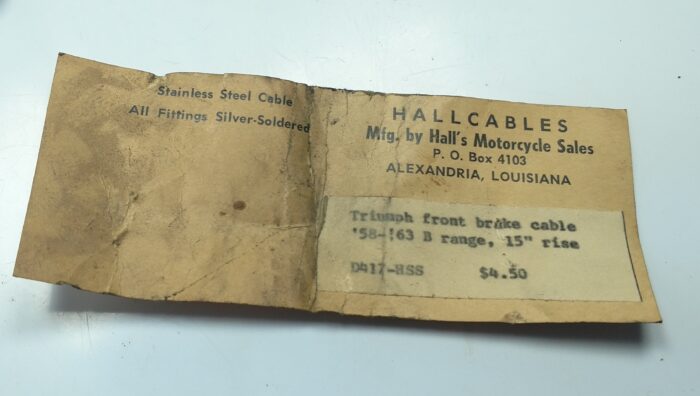 Stainless Steel Cable
All Fittings Silver-Soldered
HALLCABLES
Mfg. by Hall's Motorcycle Sales
P. O. Box 4103
ALEXANDRIA, LOUISIANA
Triumph front brake cable
'58-!63 B range, 15" rise
D417-HSS $4.50